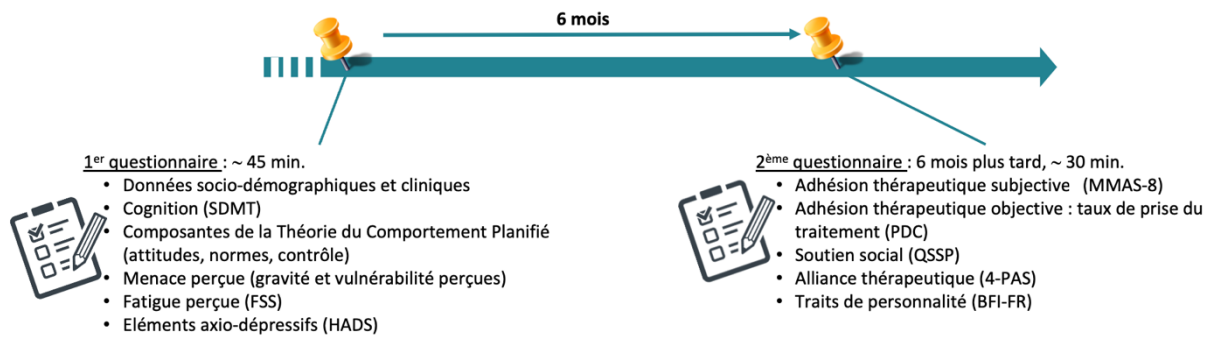 6 mois
1er questionnaire : ~ 45 min.
• Données socio-démographiques et cliniques
• Cognition (SDMT)
• Composantes de la Théorie du Comportement Planifié
(attitudes, normes, contrôle)
• Menace perçue (gravité et vulnérabilité perçues)
• Fatigue perçue (FSS)
• Eléments axio-dépressifs (HADS)
2ème questionnaire : 6 mois plus tard, ~ 30 min.
• Adhésion thérapeutique subjective (MMAS-8)
• Adhésion thérapeutique objective : taux de prise du
traitement (PDC)
• Soutien social (QSSP)
• Alliance thérapeutique (4-PAS)
• Traits de personnalité (BFI-FR)